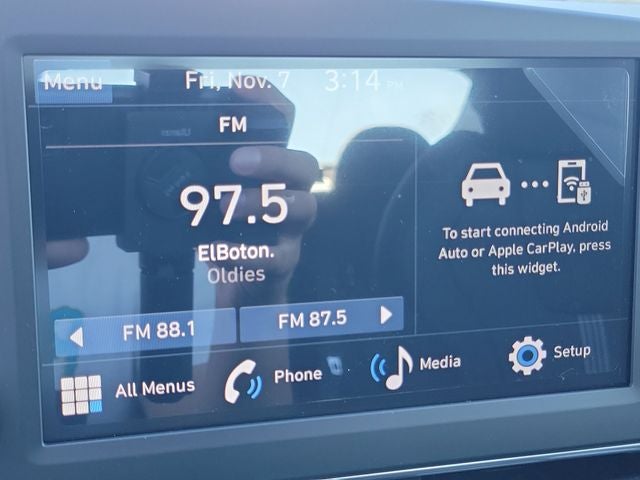 Menu Fri, Nov. 7 3:14 PM
FM
97.5
ElBoton.
Oldies
FM 88.1 FM 87.5
To start connecting Android
Auto or Apple CarPlay, press
this widget.
All Menus Phone Media Setup